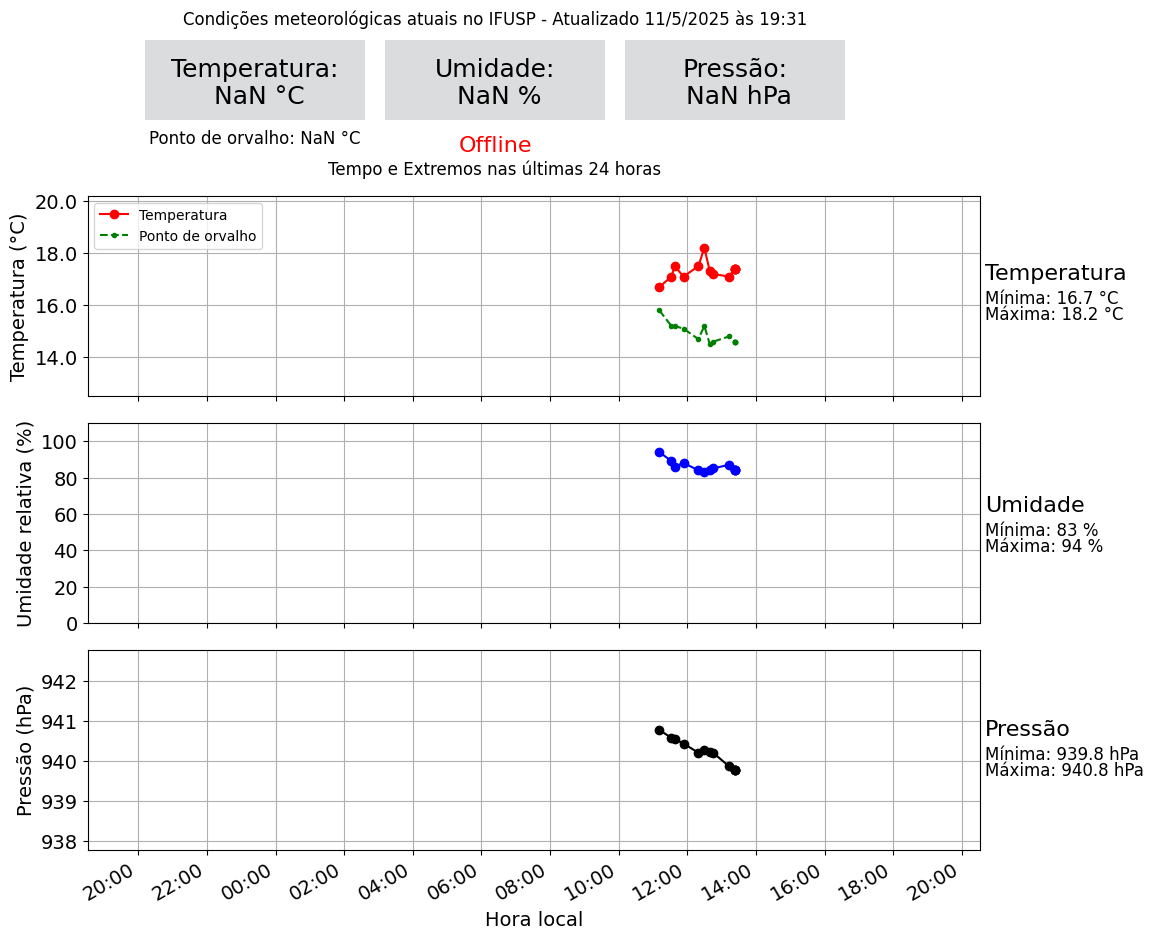 Condições meteorológicas atuais no IFUSP - Atualizado 11/5/2025 às 19:31
Temperatura:
NaN °C
Umidade:
NaN %
Pressão:
NaN hPa
Ponto de orvalho: NaN °C
Offline
Tempo e Extremos nas últimas 24 horas
Temperatura (°C)
20.0
18.0
16.0
14.0
Temperatura
Ponto de orvalho
Temperatura
Mínima: 16.7 °C
Máxima: 18.2 °C
Umidade relativa (%)
100
80
60
40
20
0
Umidade
Mínima: 83 %
Máxima: 94 %
Pressão (hPa)
942
941
940
939
938
Pressão
Mínima: 939.8 hPa
Máxima: 940.8 hPa
20:00
22:00
00:00
02:00
04:00
06:00
08:00
10:00
12:00
14:00
16:00
18:00
20:00
Hora local